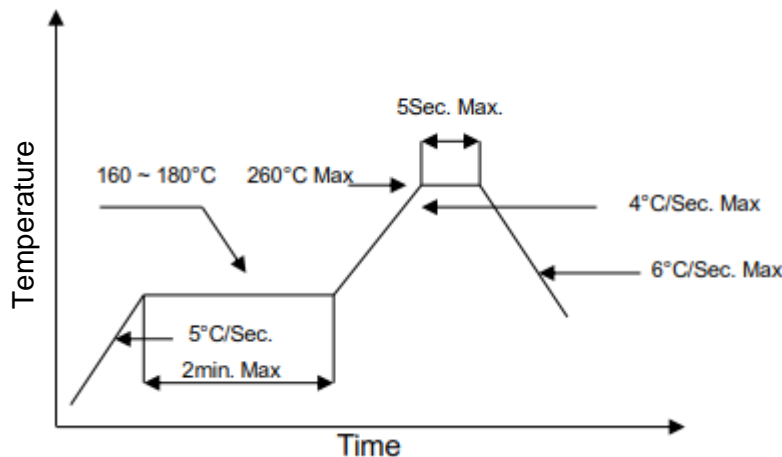 5Sec. Max.
160 ~ 180°C
260°C Max
4°C/Sec. Max
6°C/Sec. Max
5°C/Sec.
2min. Max
Temperature
Time